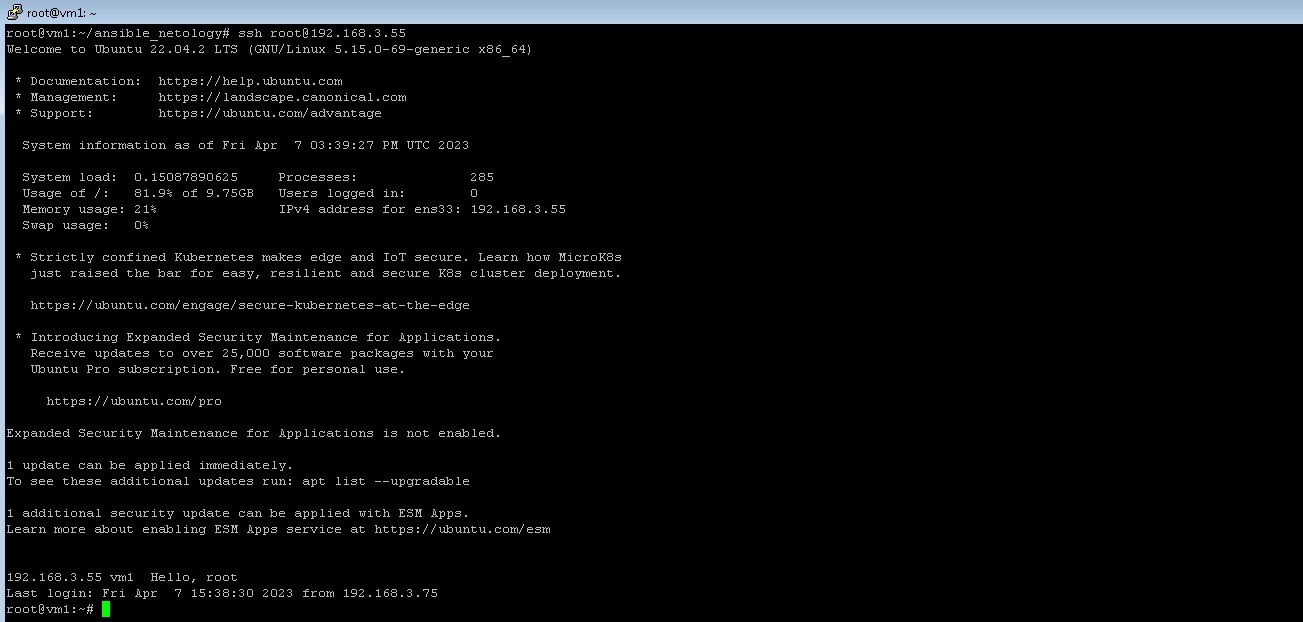 root@vm1: ~
root@vm1:~/ansible_netology# ssh root@192.168.3.55
Welcome to Ubuntu 22.04.2 LTS (GNU/Linux 5.15.0-69-generic x86_64)
* Documentation:  https://help.ubuntu.com
* Management:     https://landscape.canonical.com
* Support:        https://ubuntu.com/advantage
System information as of Fri Apr  7 03:39:27 PM UTC 2023
System load:  0.15087890625     Processes:              285
Usage of /:   81.9% of 9.75GB   Users logged in:        0
Memory usage: 21%               IPv4 address for ens33: 192.168.3.55
Swap usage:   0%
* Strictly confined Kubernetes makes edge and IoT secure. Learn how MicroK8s
just raised the bar for easy, resilient and secure K8s cluster deployment.
https://ubuntu.com/engage/secure-kubernetes-at-the-edge
* Introducing Expanded Security Maintenance for Applications.
Receive updates to over 25,000 software packages with your
Ubuntu Pro subscription. Free for personal use.
https://ubuntu.com/pro
Expanded Security Maintenance for Applications is not enabled.
1 update can be applied immediately.
To see these additional updates run: apt list --upgradable
1 additional security update can be applied with ESM Apps.
Learn more about enabling ESM Apps service at https://ubuntu.com/esm
192.168.3.55 vm1  Hello, root
Last login: Fri Apr  7 15:38:30 2023 from 192.168.3.75
root@vm1:~#